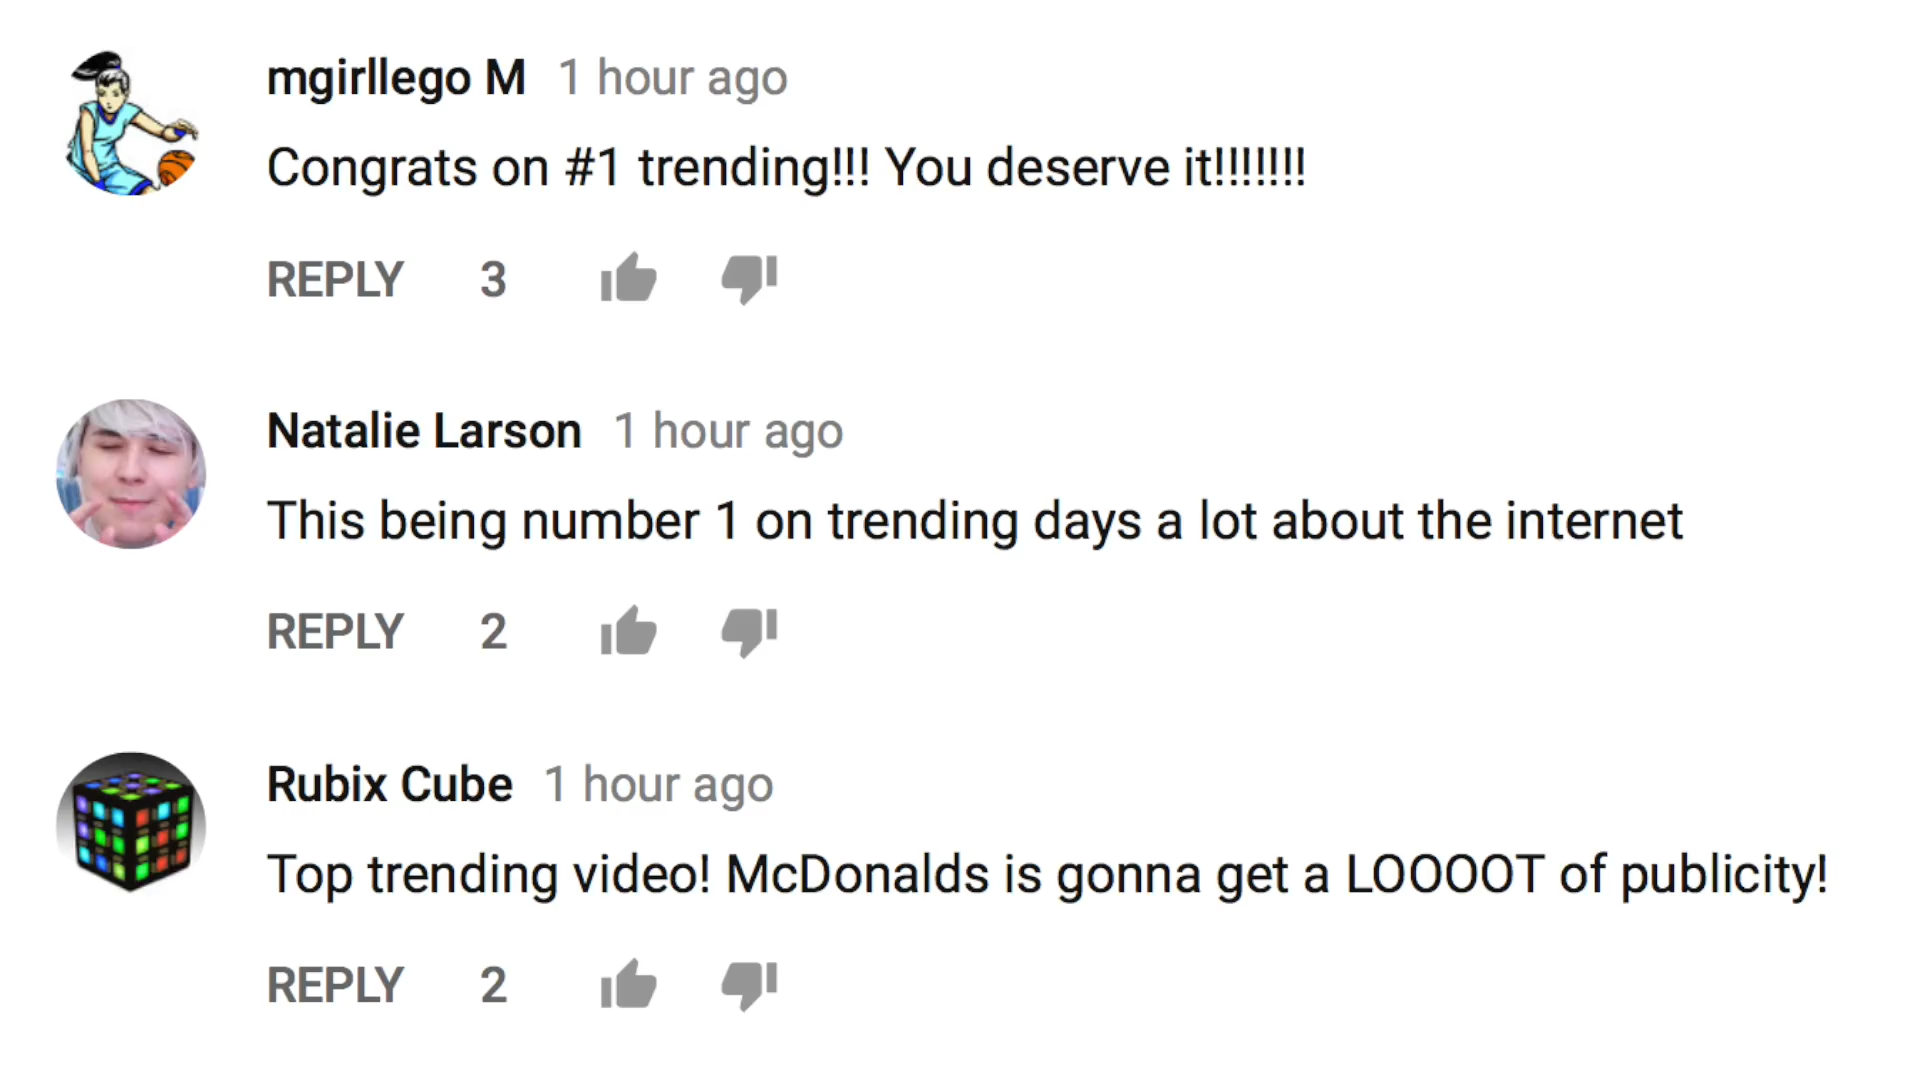 mgirllego M 1 hour ago
Congrats on #1 trending!!! You deserve it!!!!!!!
REPLY 3
Natalie Larson 1 hour ago
This being number 1 on trending days a lot about the internet
REPLY 2
Rubix Cube 1 hour ago
Top trending video! McDonalds is gonna get a LOOOOT of publicity!
REPLY 2